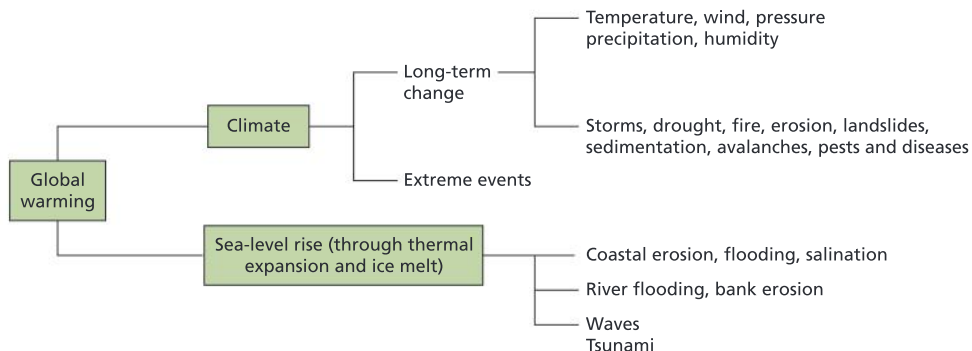 Temperature, wind, pressure
precipitation, humidity
Long-term
change
Climate
Storms, drought, fire, erosion, landslides,
sedimentation, avalanches, pests and diseases
Extreme events
Global
warming
Sea-level rise (through thermal
expansion and ice melt)
Coastal erosion, flooding, salination
River flooding, bank erosion
Waves
Tsunami